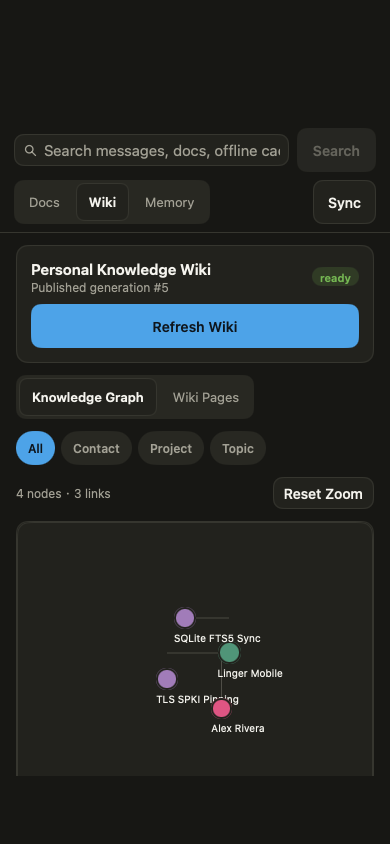 Search messages, docs, offline cac
Search
Docs
Wiki
Memory
Sync
Personal Knowledge Wiki
ready
Published generation #5
Refresh Wiki
Knowledge Graph
Wiki Pages
All
Contact
Project
Topic
4 nodes · 3 links
Reset Zoom
SQLite FTS5 Sync
Linger Mobile
TLS SPKI Pinning
Alex Rivera